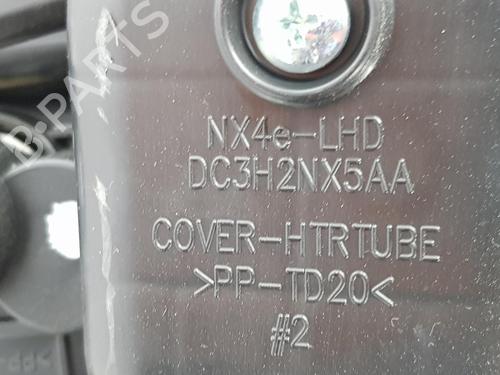 B-PARTS
NX4e-LHD
DC3H2NX5AA
COVER-HTRTUBE
>PP-TD20<
#2